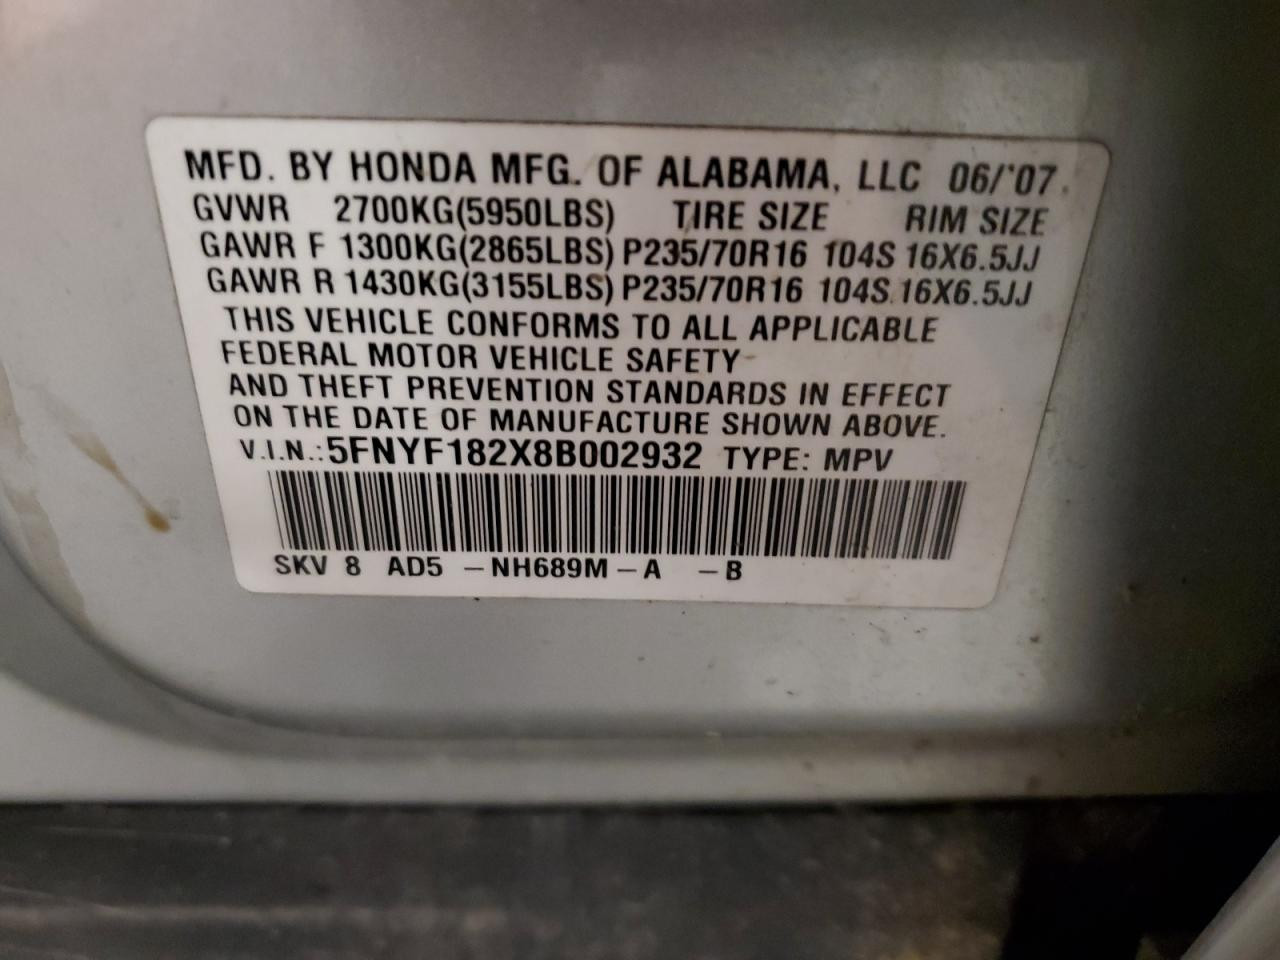 MFD. BY HONDA MFG. OF ALABAMA, LLC 06/'07
GVWR 2700KG(5950LBS) TIRE SIZE RIM SIZE
GAWR F 1300KG(2865LBS) P235/70R16 104S 16X6.5JJ
GAWR R 1430KG(3155LBS) P235/70R16 104S 16X6.5JJ
THIS VEHICLE CONFORMS TO ALL APPLICABLE
FEDERAL MOTOR VEHICLE SAFETY
AND THEFT PREVENTION STANDARDS IN EFFECT
ON THE DATE OF MANUFACTURE SHOWN ABOVE.
V.I.N.:5FNYF182X8B002932 TYPE: MPV
SKV 8 AD5 -NH689M-A -B